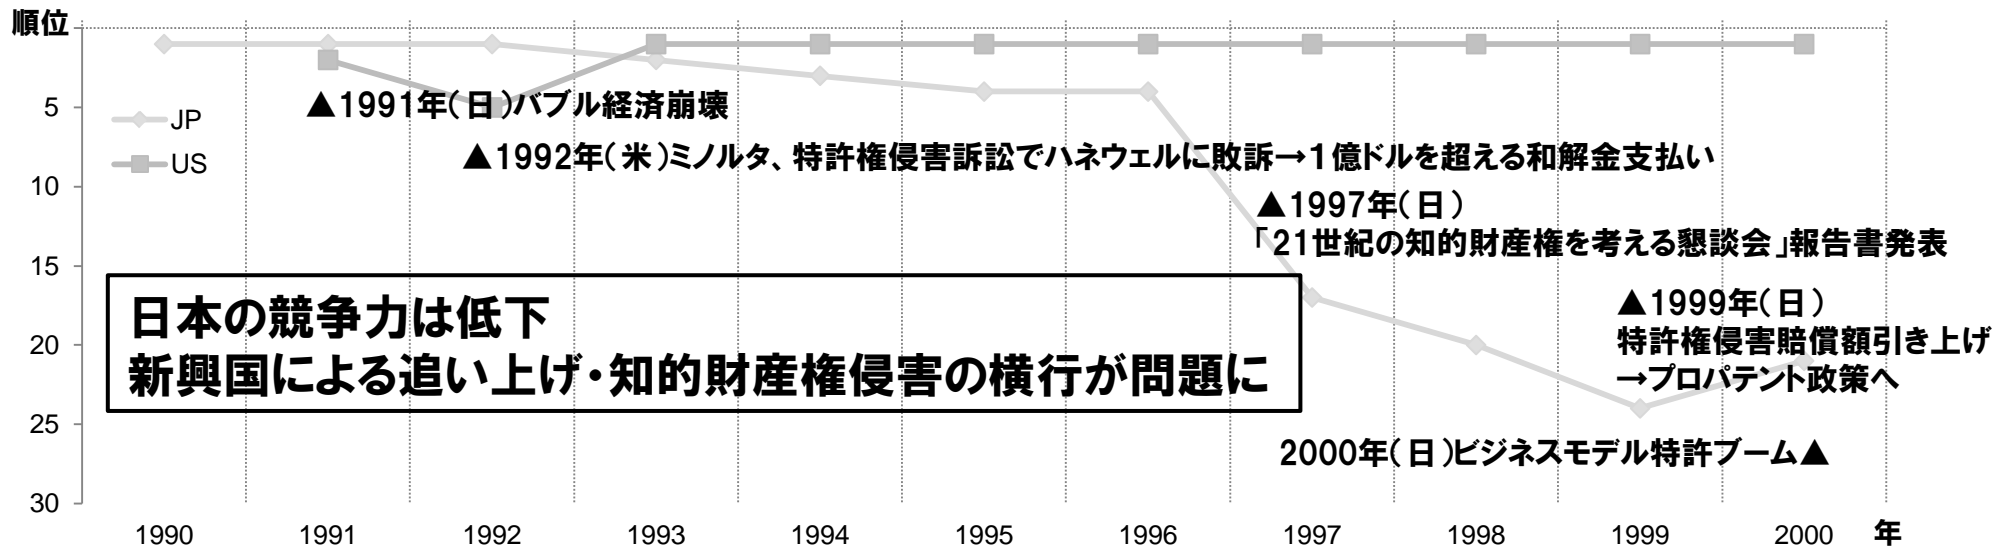 順位
5
10
15
20
25
30
JP
US
▲1991年(日)バブル経済崩壊
▲1992年(米)ミノルタ、特許権侵害訴訟でハネウェルに敗訴→1億ドルを超える和解金支払い
▲1997年(日)
「21世紀の知的財産権を考える懇談会」報告書発表
日本の競争力は低下
新興国による追い上げ・知的財産権侵害の横行が問題に
▲1999年(日)
特許権侵害賠償額引き上げ
→プロパテント政策へ
2000年(日)ビジネスモデル特許ブーム▲
1990 1991 1992 1993 1994 1995 1996 1997 1998 1999 2000 年